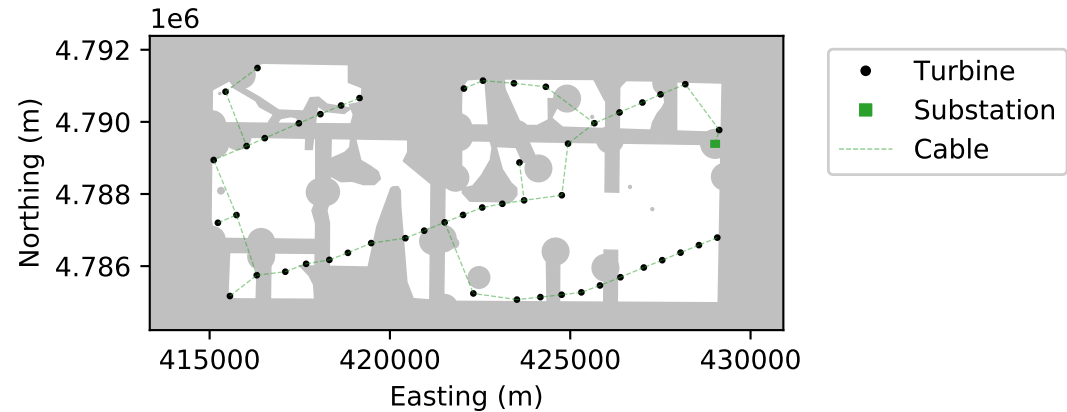 1e6
4.792
4.790
4.788
4.786
Northing (m)
415000 420000 425000 430000
Easting (m)
Turbine
Substation
Cable